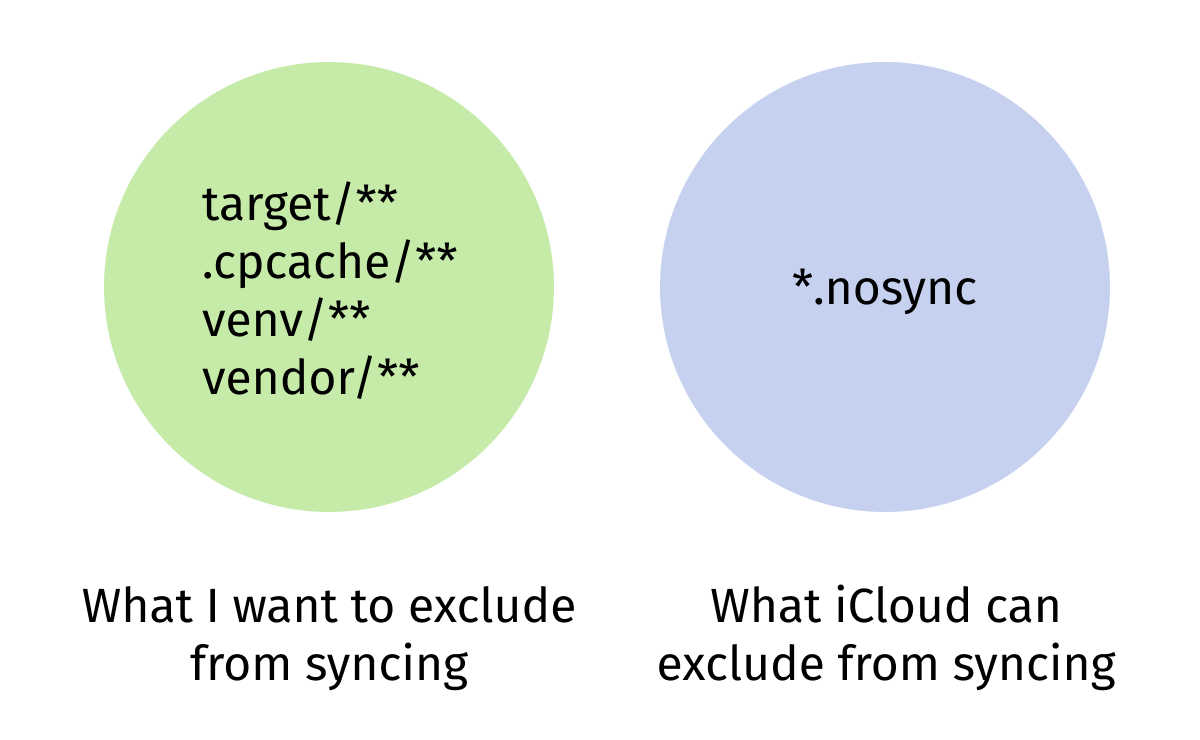 target/**
.cpcache/**
venv/**
vendor/**
*.nosync
What I want to exclude
from syncing
What iCloud can
exclude from syncing